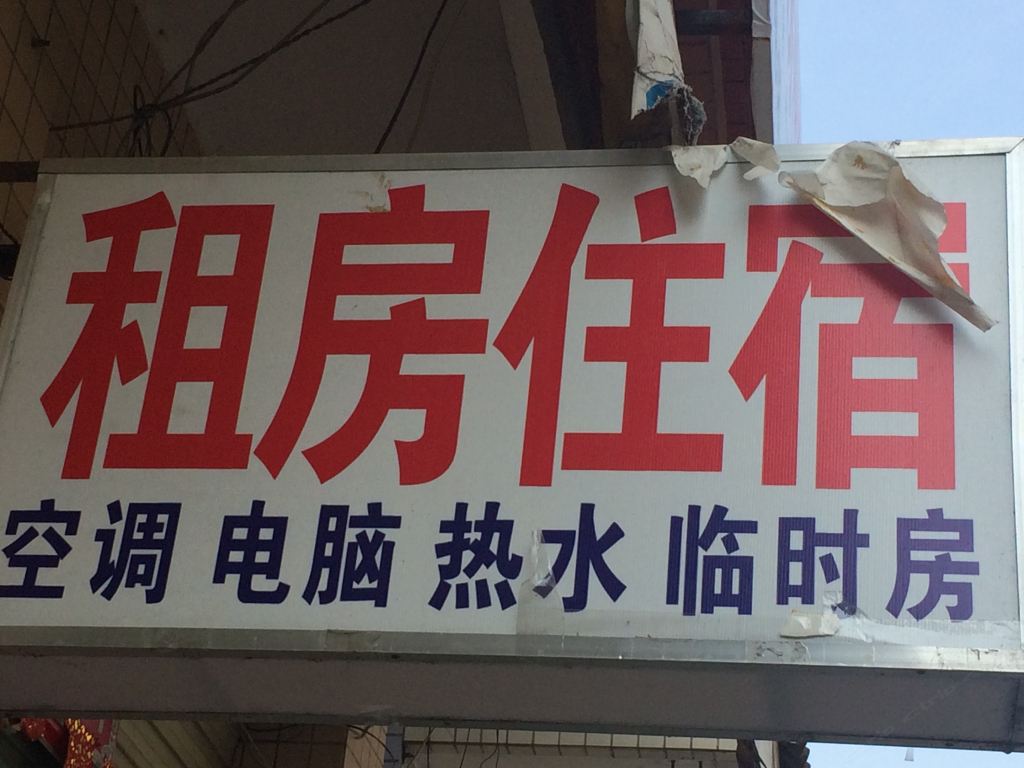 租房住宿
空调 电脑 热水 临时房